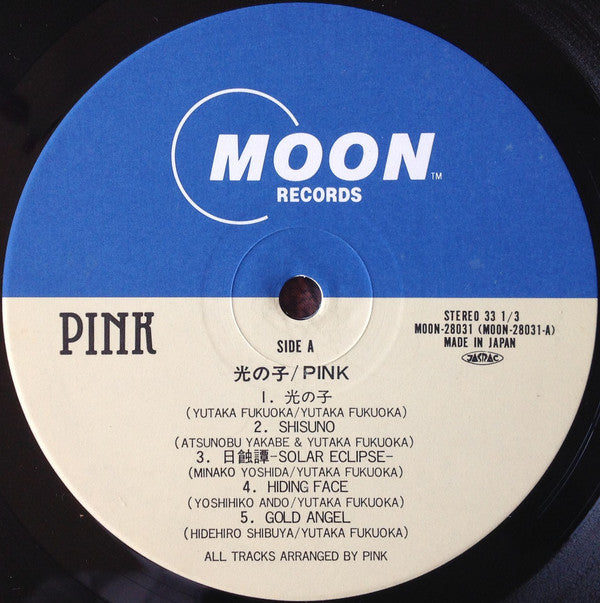 MOON™
RECORDS
PINK
STEREO 33 1/3
MOON-28031 (MOON-28031-A)
MADE IN JAPAN
JASRAC
SIDE A
光の子/PINK
1. 光の子
(YUTAKA FUKUOKA/YUTAKA FUKUOKA)
2. SHISUNO
(ATSUNOBU YAKABE & YUTAKA FUKUOKA)
3. 日蝕譚-SOLAR ECLIPSE-
(MINAKO YOSHIDA/YUTAKA FUKUOKA)
4. HIDING FACE
(YOSHIHIKO ANDO/YUTAKA FUKUOKA)
5. GOLD ANGEL
(HIDEHIRO SHIBUYA/YUTAKA FUKUOKA)
ALL TRACKS ARRANGED BY PINK